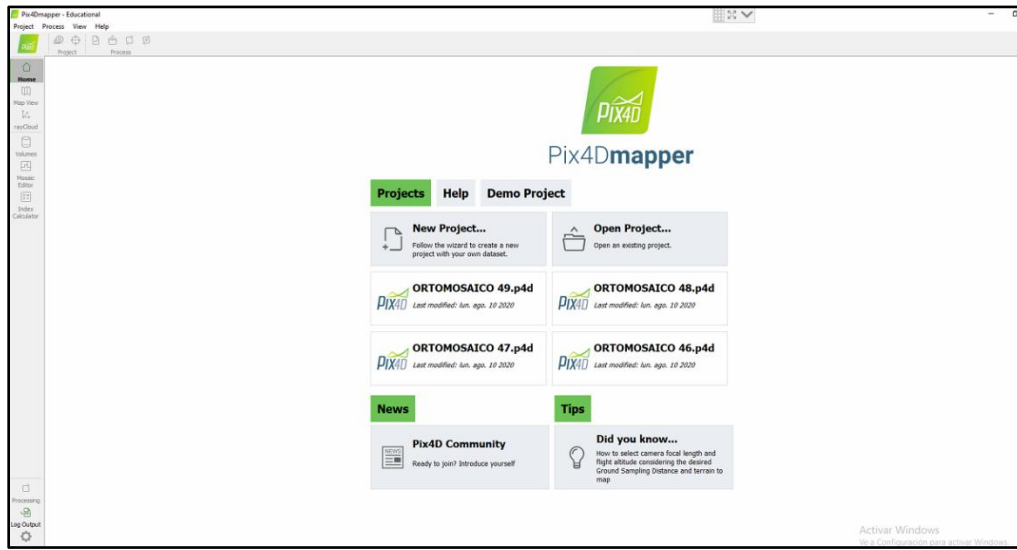 Pix4Dmapper - Educational
Project Process View Help
PIX4D
Project Process
Home
Map View
rayCloud
Volumes
Mosaic
Editor
Index
Calculator
PIX4D
Pix4Dmapper
Projects Help Demo Project
New Project...
Follow the wizard to create a new
project with your own dataset.
Open Project...
Open an existing project.
PIX4D
ORTOMOSAICO 49.p4d
Last modified: lun. ago. 10 2020
PIX4D
ORTOMOSAICO 48.p4d
Last modified: lun. ago. 10 2020
PIX4D
ORTOMOSAICO 47.p4d
Last modified: lun. ago. 10 2020
PIX4D
ORTOMOSAICO 46.p4d
Last modified: lun. ago. 10 2020
News
NEWS
Pix4D Community
Ready to join? Introduce yourself
Tips
Did you know...
How to select camera focal length and
flight altitude considering the desired
Ground Sampling Distance and terrain to
map
Processing
Log Output
Activar Windows
Ve a Configuración para activar Windows.